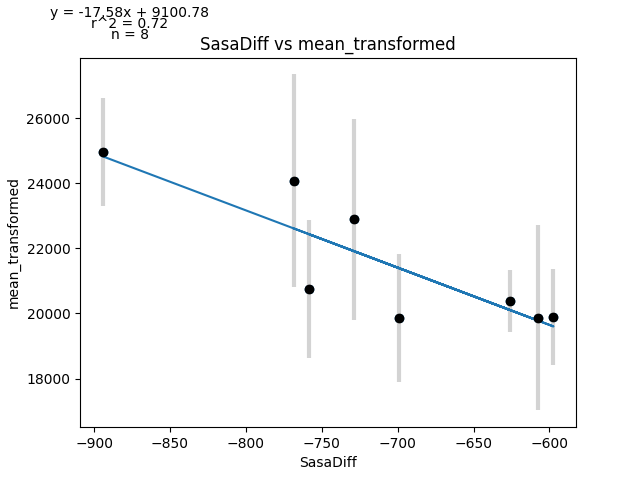 y = -17.58x + 9100.78
r^2 = 0.72
n = 8
SasaDiff vs mean_transformed
mean_transformed
26000
24000
22000
20000
18000
−900
−850
−800
−750
−700
−650
−600
SasaDiff